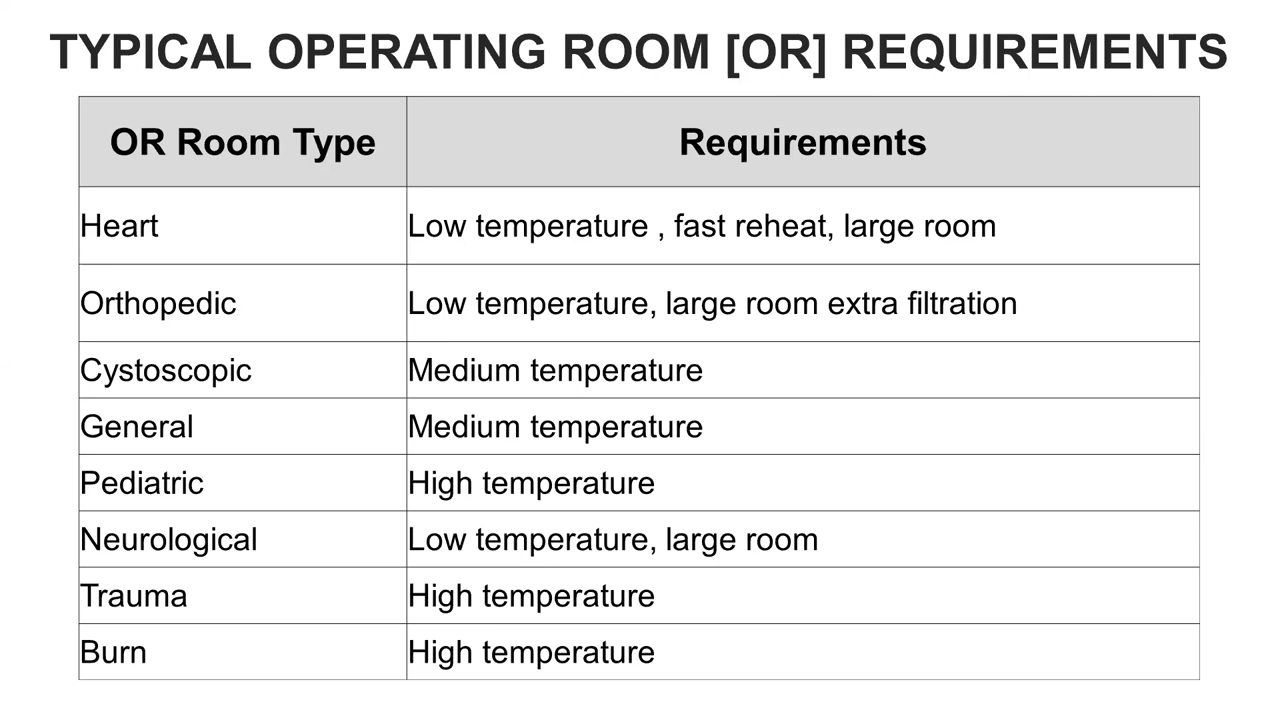 TYPICAL OPERATING ROOM [OR] REQUIREMENTS
OR Room Type Requirements
Heart Low temperature , fast reheat, large room
Orthopedic Low temperature, large room extra filtration
Cystoscopic Medium temperature
General Medium temperature
Pediatric High temperature
Neurological Low temperature, large room
Trauma High temperature
Burn High temperature